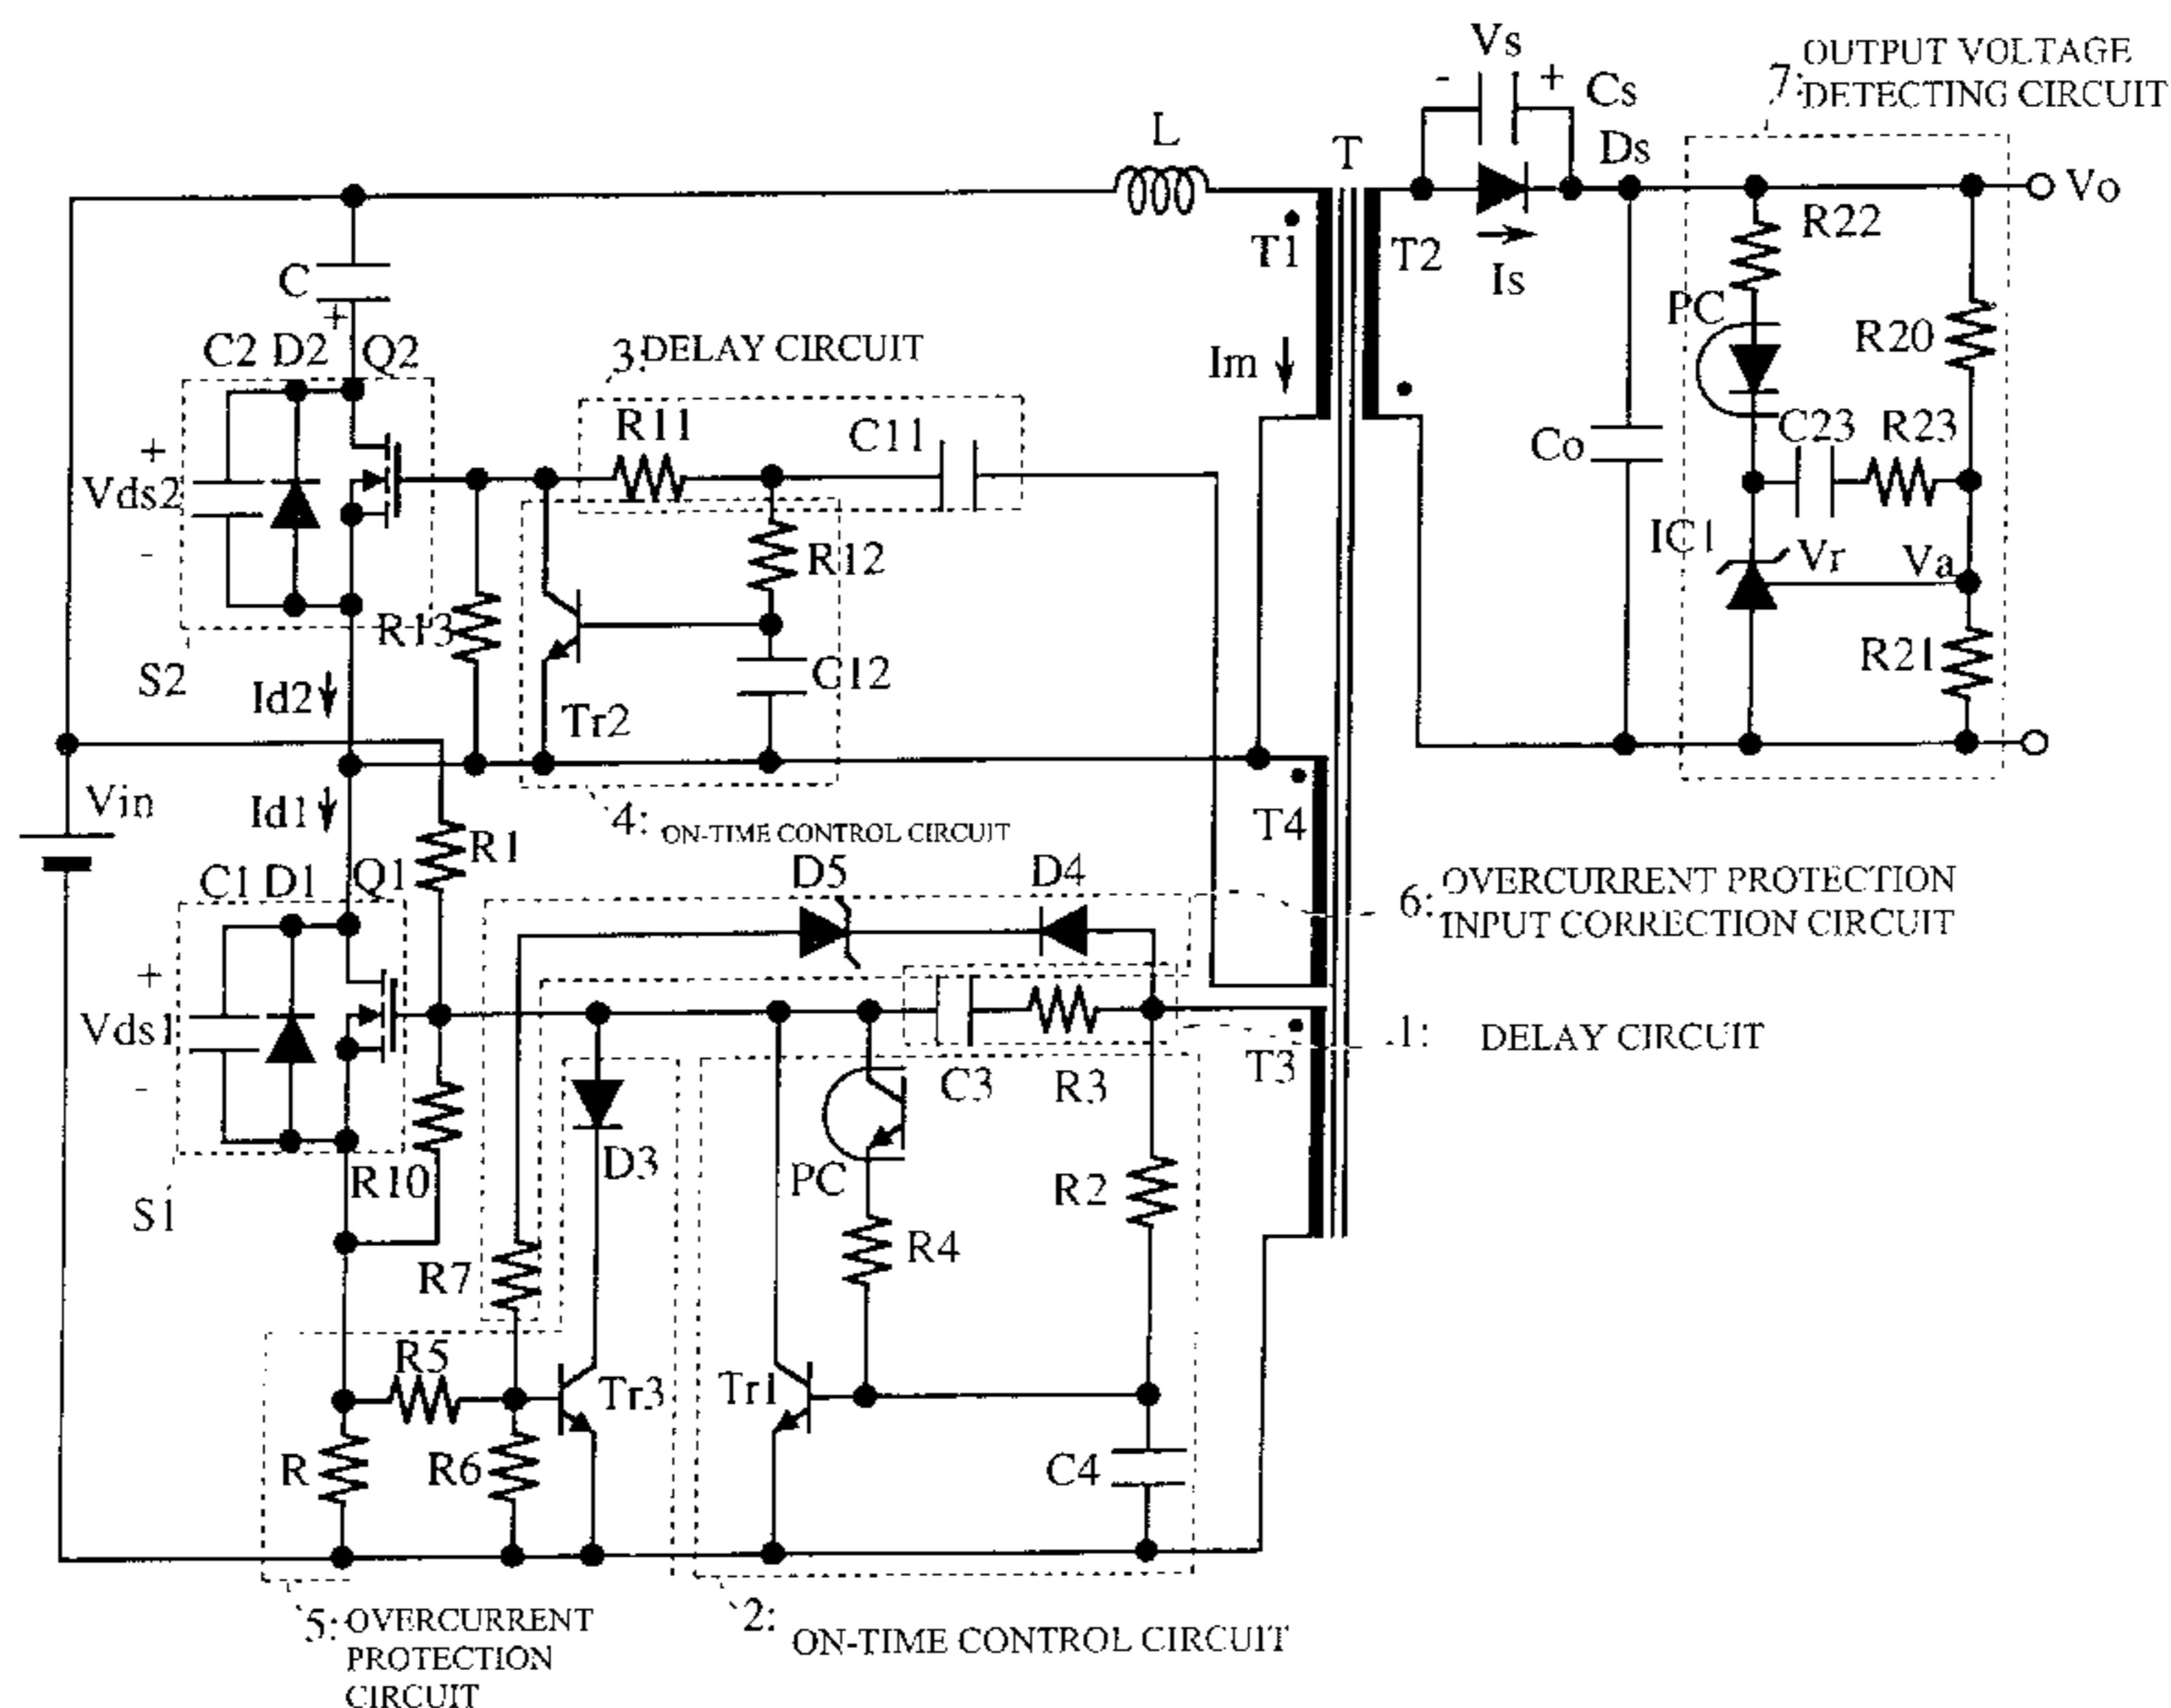 Vs
- +
Cs
7: OUTPUT VOLTAGE
DETECTING CIRCUIT
L
T
Ds
Vo
T1
T2
Is
R22
C
+
PC
R20
C2 D2 Q2
3: DELAY CIRCUIT
Im
R11
C11
C23 R23
Co
+
Vds2
-
R12
IC1
Vr
Va
R13
C12
R21
S2
Id2
Tr2
Vin
Id1
4: ON-TIME CONTROL CIRCUIT
T4
R1
C1 D1 Q1
D5
D4
6: OVERCURRENT PROTECTION
INPUT CORRECTION CIRCUIT
+
Vds1
-
1: DELAY CIRCUIT
T3
C3
R3
D3
PC
R2
R10
S1
R4
R7
R5
Tr3
Tr1
R
R6
C4
5: OVERCURRENT
PROTECTION
CIRCUIT
2: ON-TIME CONTROL CIRCUIT